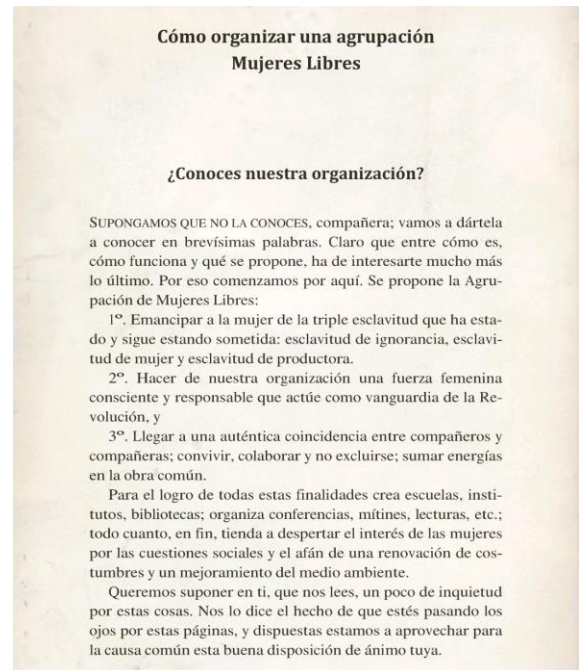 Cómo organizar una agrupación
Mujeres Libres
¿Conoces nuestra organización?
SUPONGAMOS QUE NO LA CONOCES, compañera; vamos a dártela
a conocer en brevísimas palabras. Claro que entre cómo es,
cómo funciona y qué se propone, ha de interesarte mucho más
lo último. Por eso comenzamos por aquí. Se propone la Agru-
pación de Mujeres Libres:
1º. Emancipar a la mujer de la triple esclavitud que ha esta-
do y sigue estando sometida: esclavitud de ignorancia, esclavi-
tud de mujer y esclavitud de productora.
2º. Hacer de nuestra organización una fuerza femenina
consciente y responsable que actúe como vanguardia de la Re-
volución, y
3º. Llegar a una auténtica coincidencia entre compañeros y
compañeras; convivir, colaborar y no excluirse; sumar energías
en la obra común.
Para el logro de todas estas finalidades crea escuelas, insti-
tutos, bibliotecas; organiza conferencias, mítines, lecturas, etc.;
todo cuanto, en fin, tienda a despertar el interés de las mujeres
por las cuestiones sociales y el afán de una renovación de cos-
tumbres y un mejoramiento del medio ambiente.
Queremos suponer en ti, que nos lees, un poco de inquietud
por estas cosas. Nos lo dice el hecho de que estés pasando los
ojos por estas páginas, y dispuestas estamos a aprovechar para
la causa común esta buena disposición de ánimo tuya.